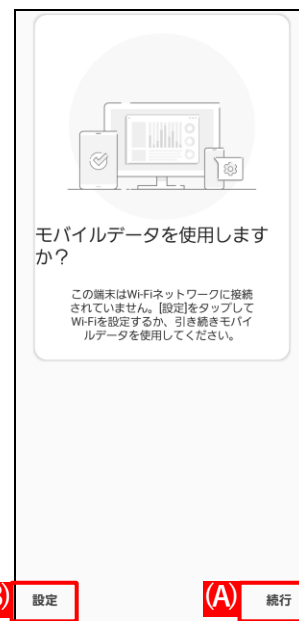 モバイルデータを使用します
か?
この端末はWi-Fiネットワークに接続
されていません。[設定]をタップして
Wi-Fiを設定するか、引き続きモバイ
ルデータを使用してください。
) 設定 (A) 続行